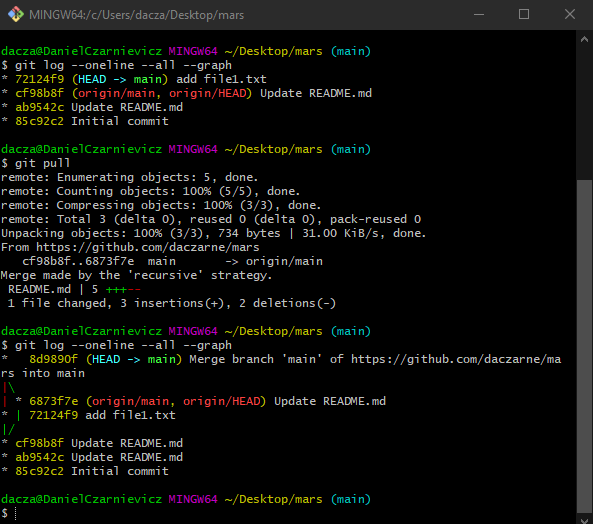 MINGW64:/c/Users/dacza/Desktop/mars
dacza@DanielCzarnievicz MINGW64 ~/Desktop/mars (main)
$ git log --oneline --all --graph
* 72124f9 (HEAD -> main) add file1.txt
* cf98b8f (origin/main, origin/HEAD) Update README.md
* ab9542c Update README.md
* 85c92c2 Initial commit
dacza@DanielCzarnievicz MINGW64 ~/Desktop/mars (main)
$ git pull
remote: Enumerating objects: 5, done.
remote: Counting objects: 100% (5/5), done.
remote: Compressing objects: 100% (3/3), done.
remote: Total 3 (delta 0), reused 0 (delta 0), pack-reused 0
Unpacking objects: 100% (3/3), 734 bytes | 31.00 KiB/s, done.
From https://github.com/daczarne/mars
   cf98b8f..6873f7e  main       -> origin/main
Merge made by the 'recursive' strategy.
 README.md | 5 +++--
 1 file changed, 3 insertions(+), 2 deletions(-)
dacza@DanielCzarnievicz MINGW64 ~/Desktop/mars (main)
$ git log --oneline --all --graph
*   8d9890f (HEAD -> main) Merge branch 'main' of https://github.com/daczarne/ma
rs into main
|\
| * 6873f7e (origin/main, origin/HEAD) Update README.md
* | 72124f9 add file1.txt
|/
* cf98b8f Update README.md
* ab9542c Update README.md
* 85c92c2 Initial commit
dacza@DanielCzarnievicz MINGW64 ~/Desktop/mars (main)
$